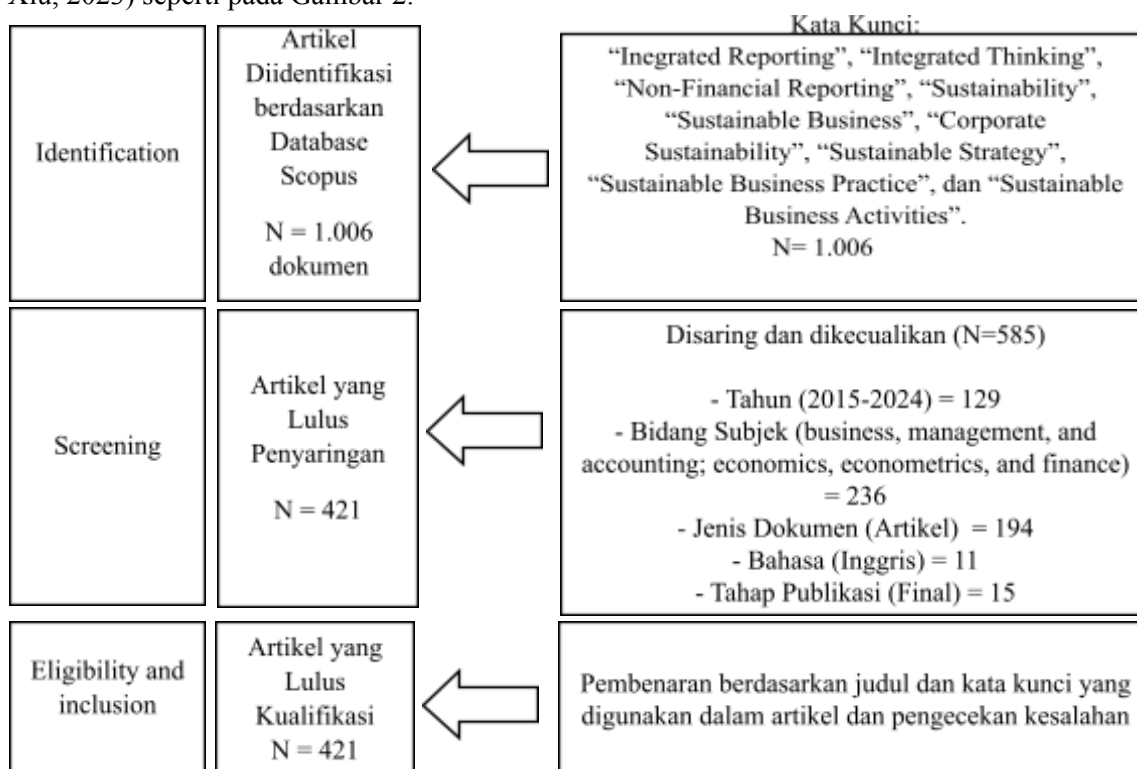 Xiu, 2023) seperti pada Gambar 2.
Identification
Artikel
Diidentifikasi
berdasarkan
Database
Scopus
N = 1.006
dokumen
Kata Kunci:
“Inegrated Reporting”, “Integrated Thinking”,
“Non-Financial Reporting”, “Sustainability”,
“Sustainable Business”, “Corporate
Sustainability”, “Sustainable Strategy”,
“Sustainable Business Practice”, dan “Sustainable
Business Activities”.
N= 1.006
Screening
Artikel yang
Lulus
Penyaringan
N = 421
Disaring dan dikecualikan (N=585)
- Tahun (2015-2024) = 129
- Bidang Subjek (business, management, and
accounting; economics, econometrics, and finance)
= 236
- Jenis Dokumen (Artikel) = 194
- Bahasa (Inggris) = 11
- Tahap Publikasi (Final) = 15
Eligibility and
inclusion
Artikel yang
Lulus
Kualifikasi
N = 421
Pembenaran berdasarkan judul dan kata kunci yang
digunakan dalam artikel dan pengecekan kesalahan